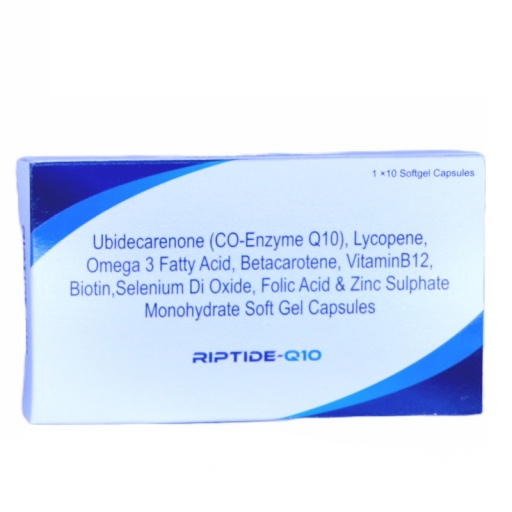 1 ×10 Softgel Capsules
Ubidecarenone (CO-Enzyme Q10), Lycopene,
Omega 3 Fatty Acid, Betacarotene, VitaminB12,
Biotin,Selenium Di Oxide, Folic Acid & Zinc Sulphate
Monohydrate Soft Gel Capsules
RIPTIDE-Q10